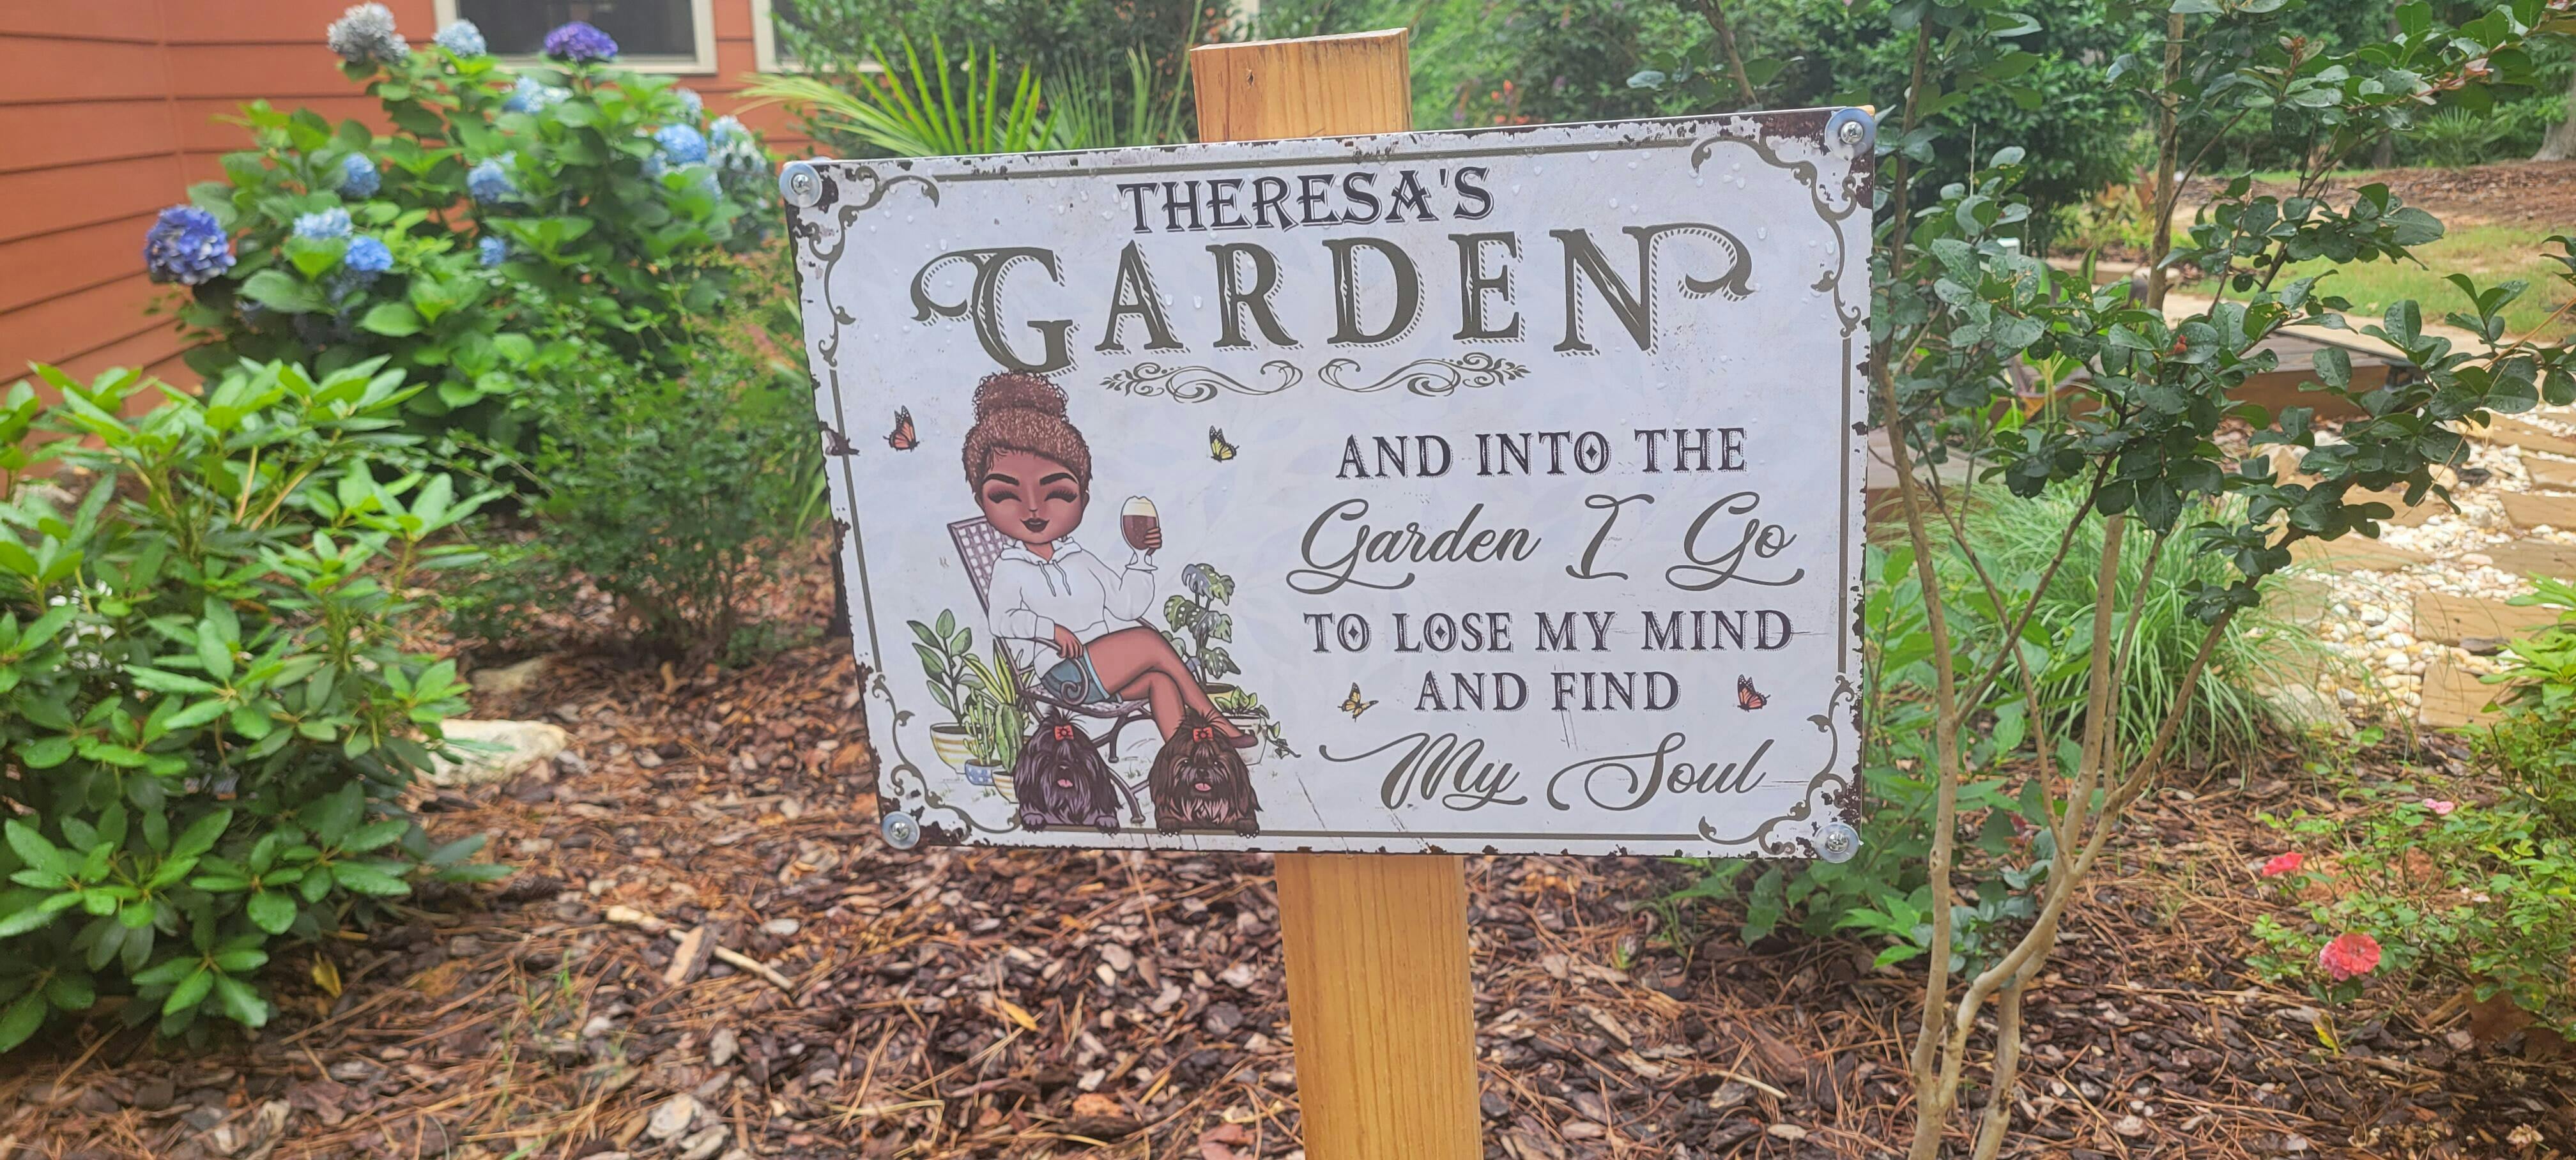 THERESA'S
GARDEN
AND INTO THE
Garden I Go
TO LOSE MY MIND
AND FIND
My Soul